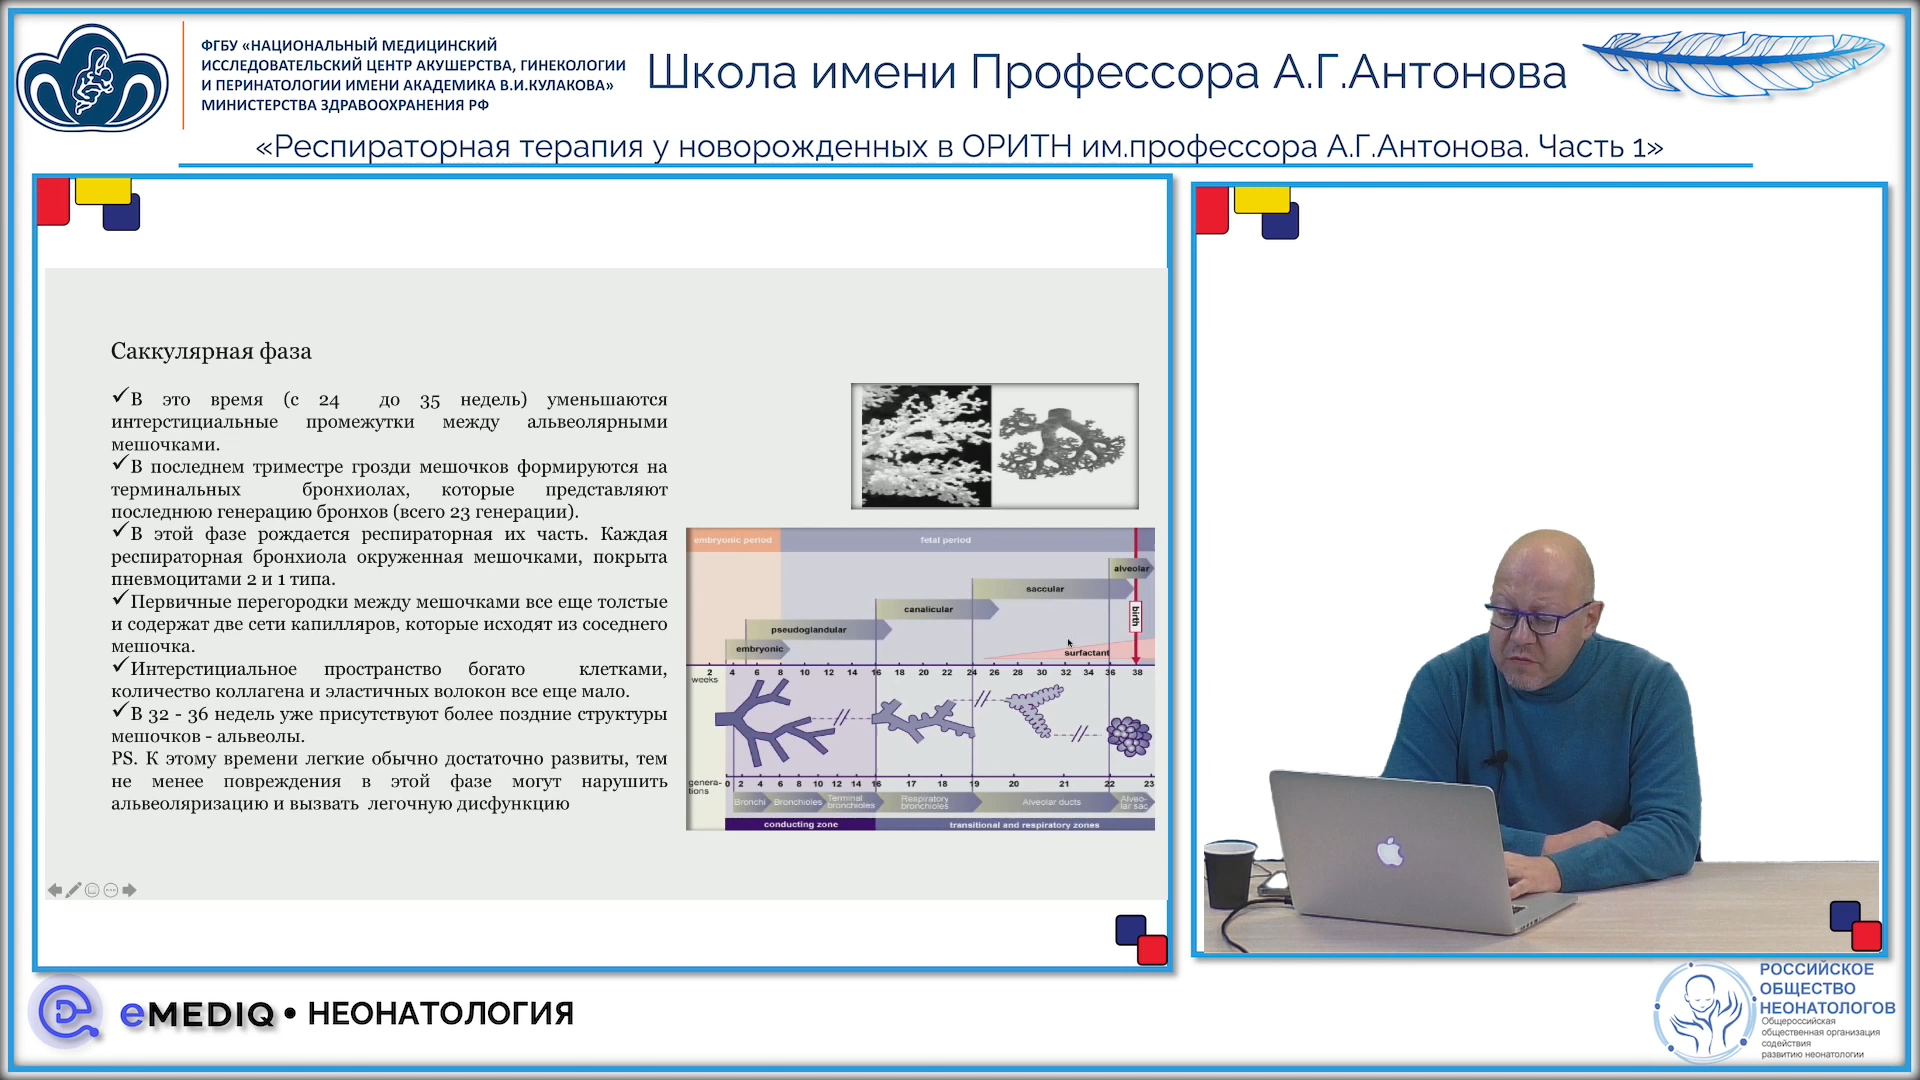 ФГБУ «НАЦИОНАЛЬНЫЙ МЕДИЦИНСКИЙ
ИССЛЕДОВАТЕЛЬСКИЙ ЦЕНТР АКУШЕРСТВА, ГИНЕКОЛОГИИ
И ПЕРИНАТОЛОГИИ ИМЕНИ АКАДЕМИКА В.И.КУЛАКОВА»
МИНИСТЕРСТВА ЗДРАВООХРАНЕНИЯ РФ
Школа имени Профессора А.Г.Антонова
«Респираторная терапия у новорожденных в ОРИТН им.профессора А.Г.Антонова. Часть 1»
Саккулярная фаза
✓В это время (с 24 до 35 недель) уменьшаются
интерстициальные промежутки между альвеолярными
мешочками.
✓В последнем триместре грозди мешочков формируются на
терминальных бронхиолах, которые представляют
последнюю генерацию бронхов (всего 23 генерации).
✓В этой фазе рождается респираторная их часть. Каждая
респираторная бронхиола окруженная мешочками, покрыта
пневмоцитами 2 и 1 типа.
✓Первичные перегородки между мешочками все еще толстые
и содержат две сети капилляров, которые исходят из соседнего
мешочка.
✓Интерстициальное пространство богато клетками,
количество коллагена и эластичных волокон все еще мало.
✓В 32 - 36 недель уже присутствуют более поздние структуры
мешочков - альвеолы.
PS. К этому времени легкие обычно достаточно развиты, тем
не менее повреждения в этой фазе могут нарушить
альвеоляризацию и вызвать легочную дисфункцию
embryonic period fetal period
alveolar
saccular
canalicular
birth
pseudoglandular
embryonic
surfactant
2 4 6 8 10 12 14 16 18 20 22 24 26 28 30 32 34 36 38
weeks
0 2 4 6 8 10 12 14 16 17 18 19 20 21 22 23
genera-
tions
Bronchi Bronchioles Terminal
bronchioles Respiratory
bronchioles Alveolar ducts Alveo-
lar sac
conducting zone transitional and respiratory zones
eMEDIQ • НЕОНАТОЛОГИЯ
РОССИЙСКОЕ
ОБЩЕСТВО
НЕОНАТОЛОГОВ
Общероссийская
общественная организация
содействия
развитию неонатологии